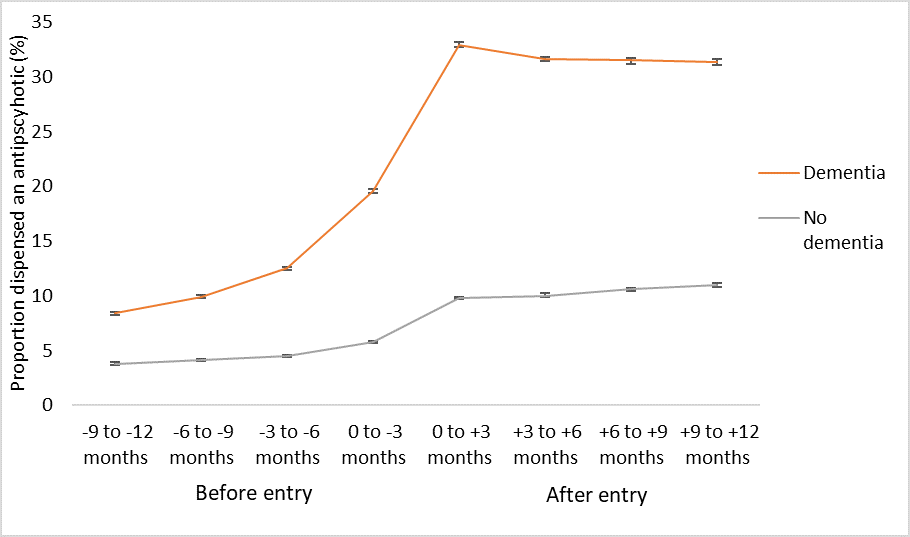 Proportion dispensed an antipscyhotic (%)
35
30
25
20
15
10
5
0
-9 to -12 months
-6 to -9 months
-3 to -6 months
0 to -3 months
0 to +3 months
+3 to +6 months
+6 to +9 months
+9 to +12 months
Before entry
After entry
Dementia
No
dementia